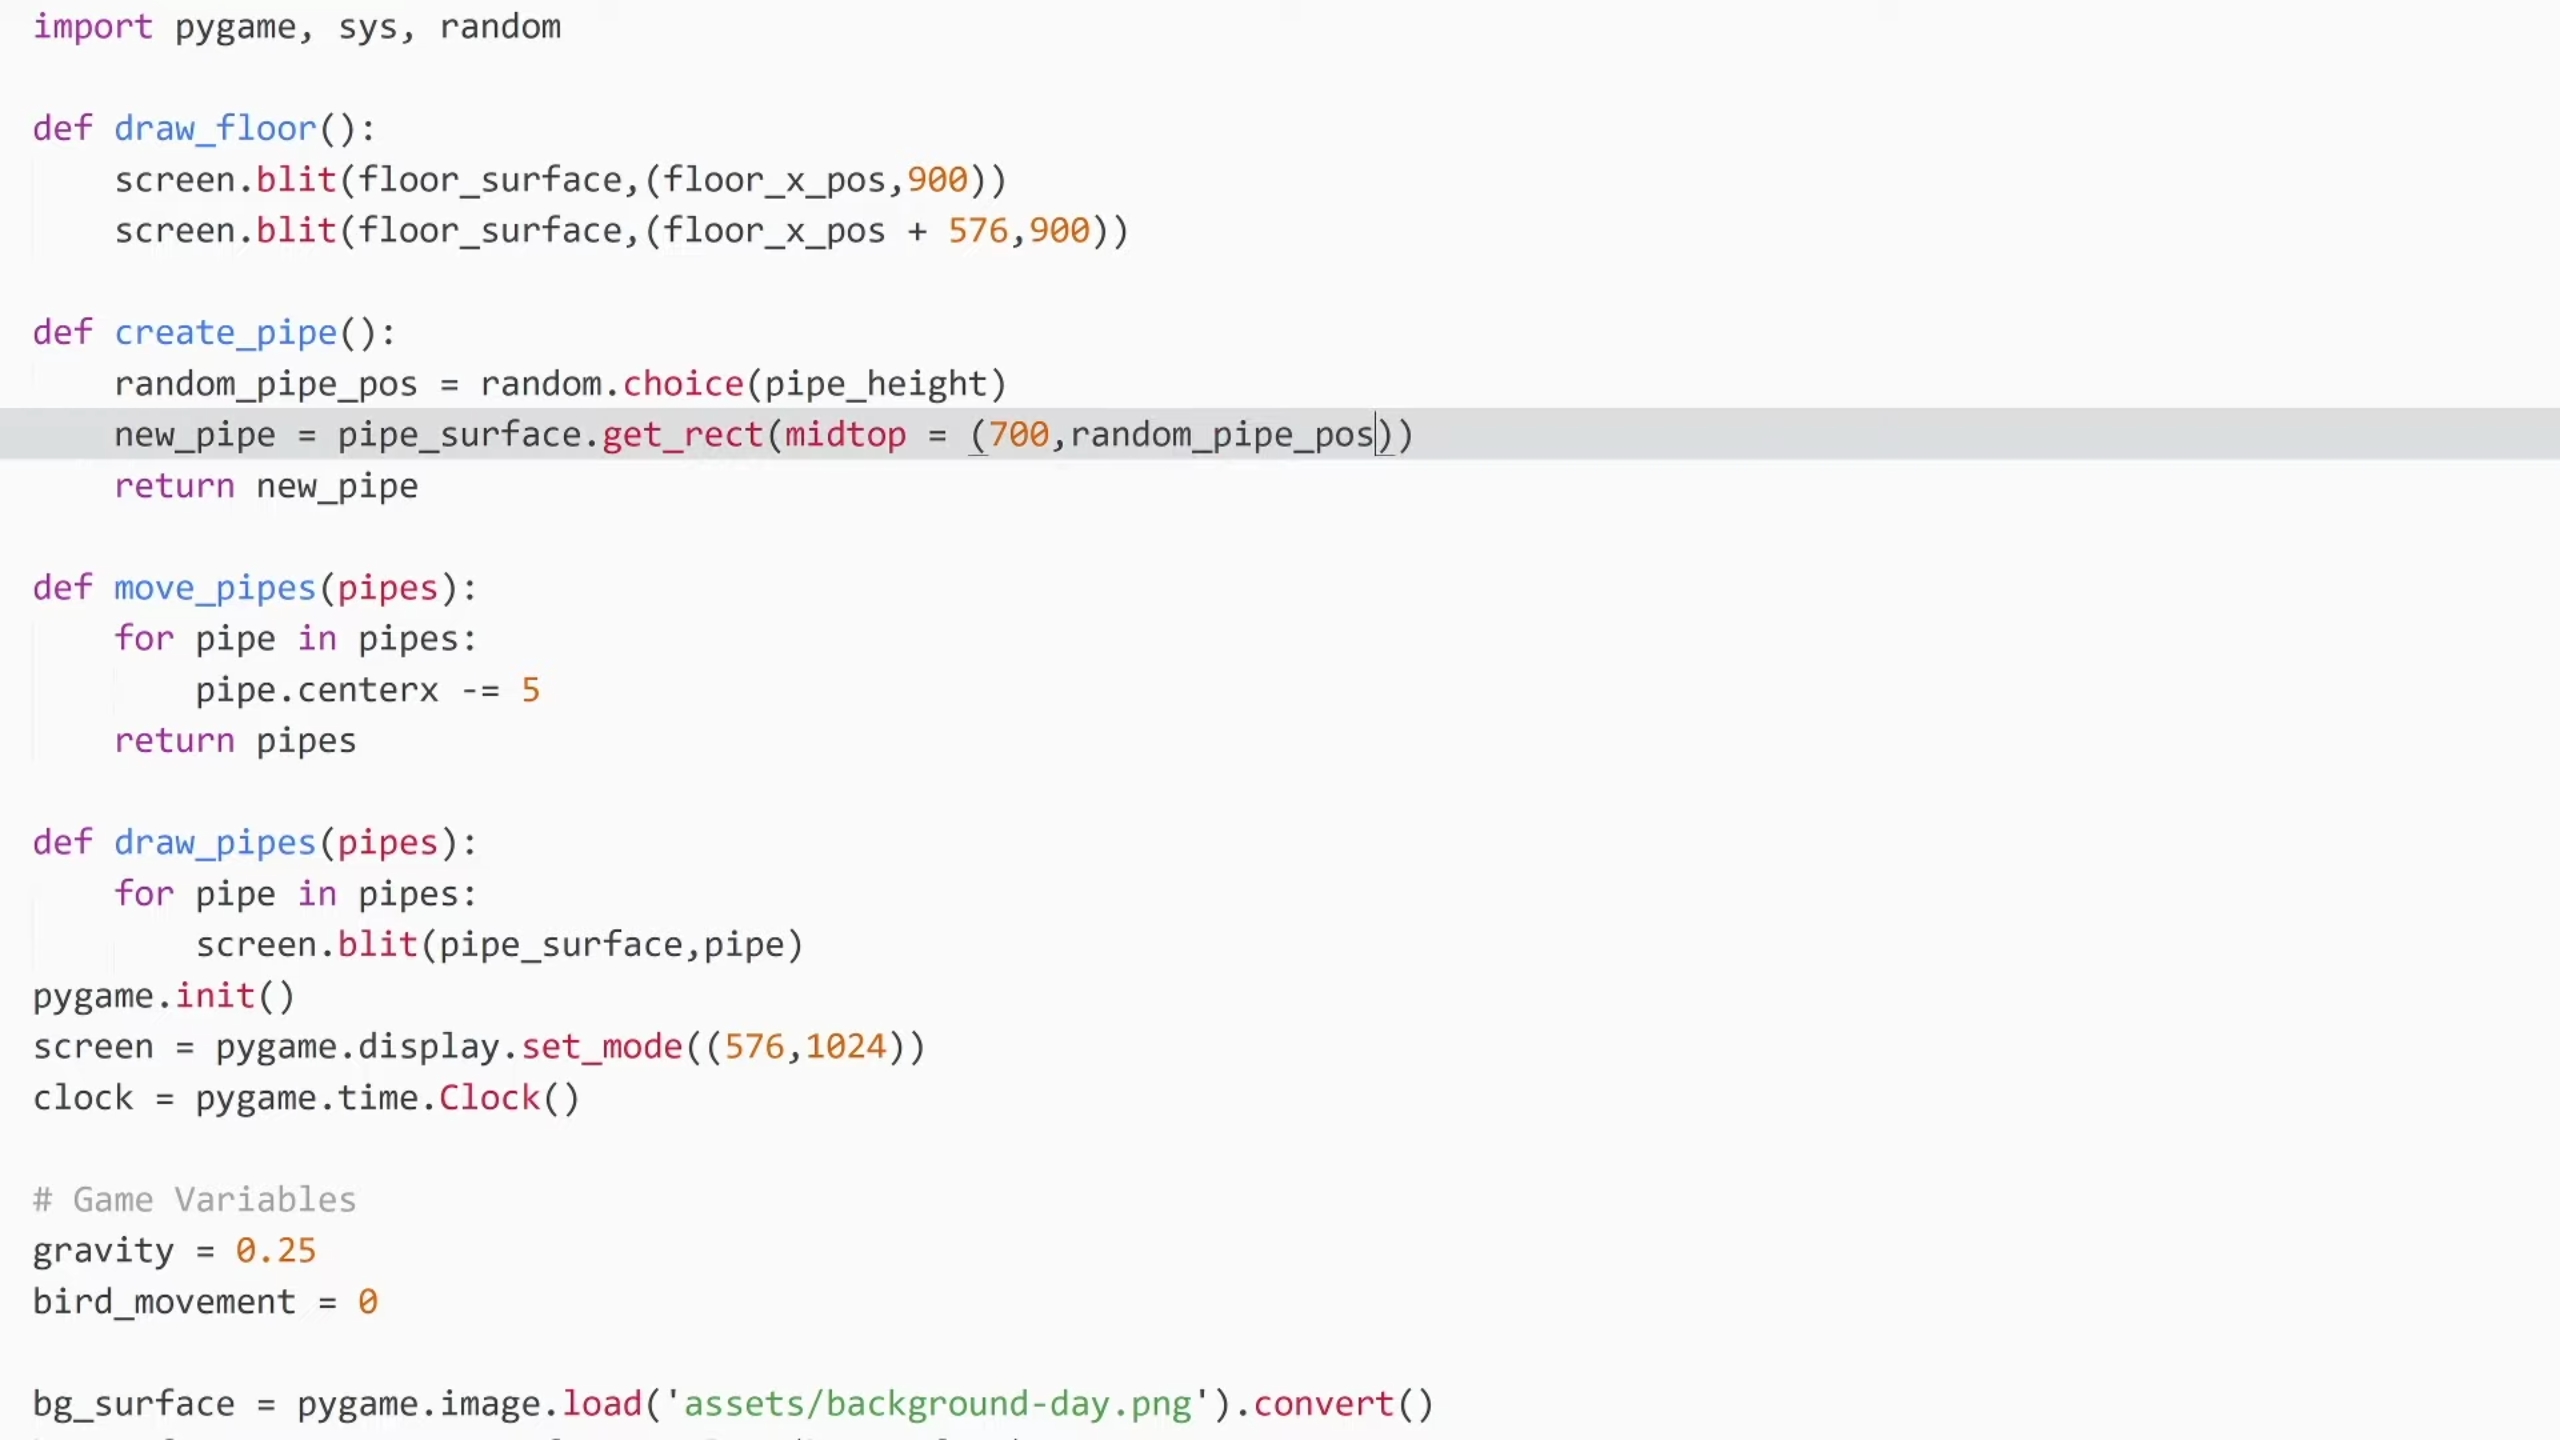 import pygame, sys, random
def draw_floor():
screen.blit(floor_surface,(floor_x_pos,900))
screen.blit(floor_surface,(floor_x_pos + 576,900))
def create_pipe():
random_pipe_pos = random.choice(pipe_height)
new_pipe = pipe_surface.get_rect(midtop = (700,random_pipe_pos))
return new_pipe
def move_pipes(pipes):
for pipe in pipes:
pipe.centerx -= 5
return pipes
def draw_pipes(pipes):
for pipe in pipes:
screen.blit(pipe_surface,pipe)
pygame.init()
screen = pygame.display.set_mode((576,1024))
clock = pygame.time.Clock()
# Game Variables
gravity = 0.25
bird_movement = 0
bg_surface = pygame.image.load('assets/background-day.png').convert()